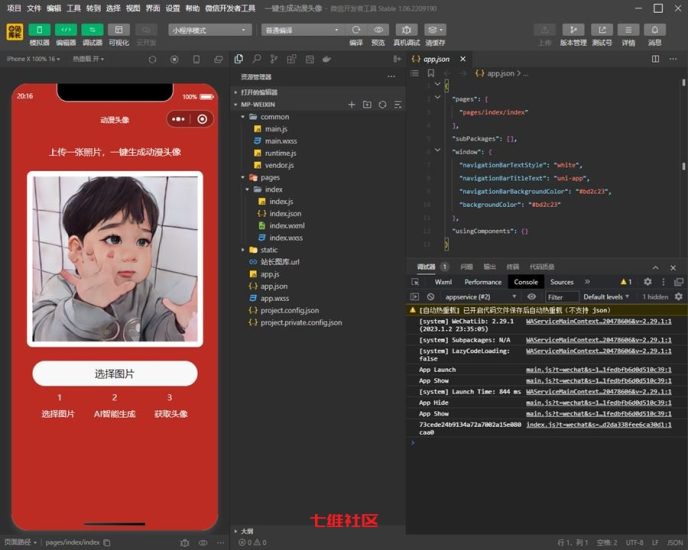 项目 文件 编辑 工具 转到 选择 视图 界面 设置 帮助 微信开发者工具
一键生成动漫头像 - 微信开发者工具 Stable 1.06.2209190
小程序模式
普通编译
模拟器 编辑器 调试器 可视化 云开发
编译 预览 真机调试 清缓存
上传 版本管理 测试号 详情 消息
iPhone X 100% 16
热重载 开
20:16
100%
动漫头像
上传一张照片，一键生成动漫头像
选择图片
1 2 3
选择图片 AI智能生成 获取头像
页面路径
pages/index/index
资源管理器
打开的编辑器
MP-WEIXIN
common
main.js
main.wxss
runtime.js
vendor.js
pages
index
index.js
index.json
index.wxml
index.wxss
static
站长图库.url
app.js
app.json
app.wxss
project.config.json
project.private.config.json
大纲
0 0
app.json
app.json > ...
{
"pages": [
"pages/index/index"
],
"subPackages": [],
"window": {
"navigationBarTextStyle": "white",
"navigationBarTitleText": "uni-app",
"navigationBarBackgroundColor": "#bd2c23",
"backgroundColor": "#bd2c23"
},
"usingComponents": {}
}
调试器 1 问题 输出 终端 代码质量
Wxml Performance Console Sources
1
appservice (#2)
Filter
Default levels
1 hidden
[自动热重载] 已开启代码文件保存后自动热重载（不支持 json）
[system] WeChatLib: 2.29.1 (2023.1.2 23:35:05)
WAServiceMainContext…20478606&v=2.29.1:1
[system] Subpackages: N/A
WAServiceMainContext…20478606&v=2.29.1:1
[system] LazyCodeLoading: false
WAServiceMainContext…20478606&v=2.29.1:1
App Launch
main.js?t=wechat&s=1…1fedbfb6d0d510c39:1
App Show
main.js?t=wechat&s=1…1fedbfb6d0d510c39:1
[system] Launch Time: 844 ms
WAServiceMainContext…20478606&v=2.29.1:1
App Hide
main.js?t=wechat&s=1…1fedbfb6d0d510c39:1
App Show
main.js?t=wechat&s=1…1fedbfb6d0d510c39:1
index.js?t=wechat&s=…d2da338fee6ca30d1:1
七维社区
行 1，列 1 空格: 2 UTF-8 LF JSON